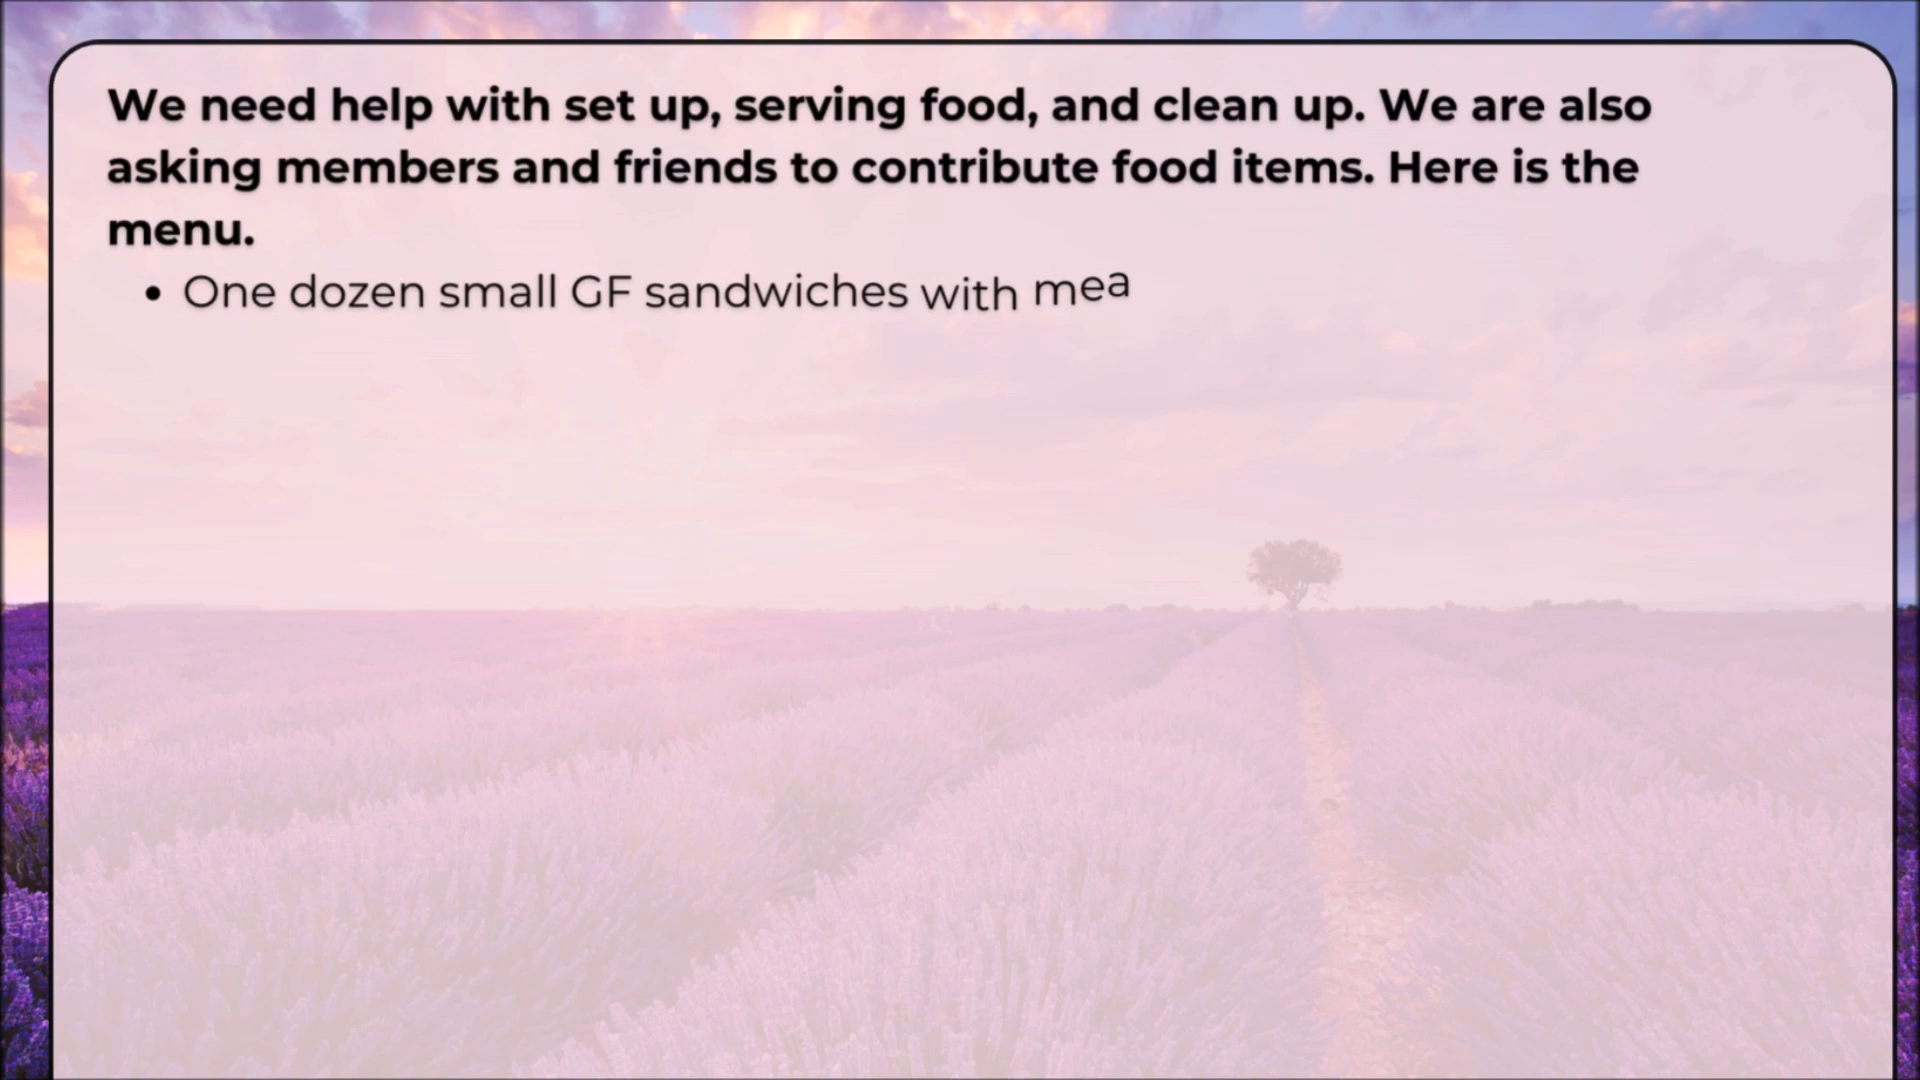 We need help with set up, serving food, and clean up. We are also
asking members and friends to contribute food items. Here is the
menu.
• One dozen small GF sandwiches with mea